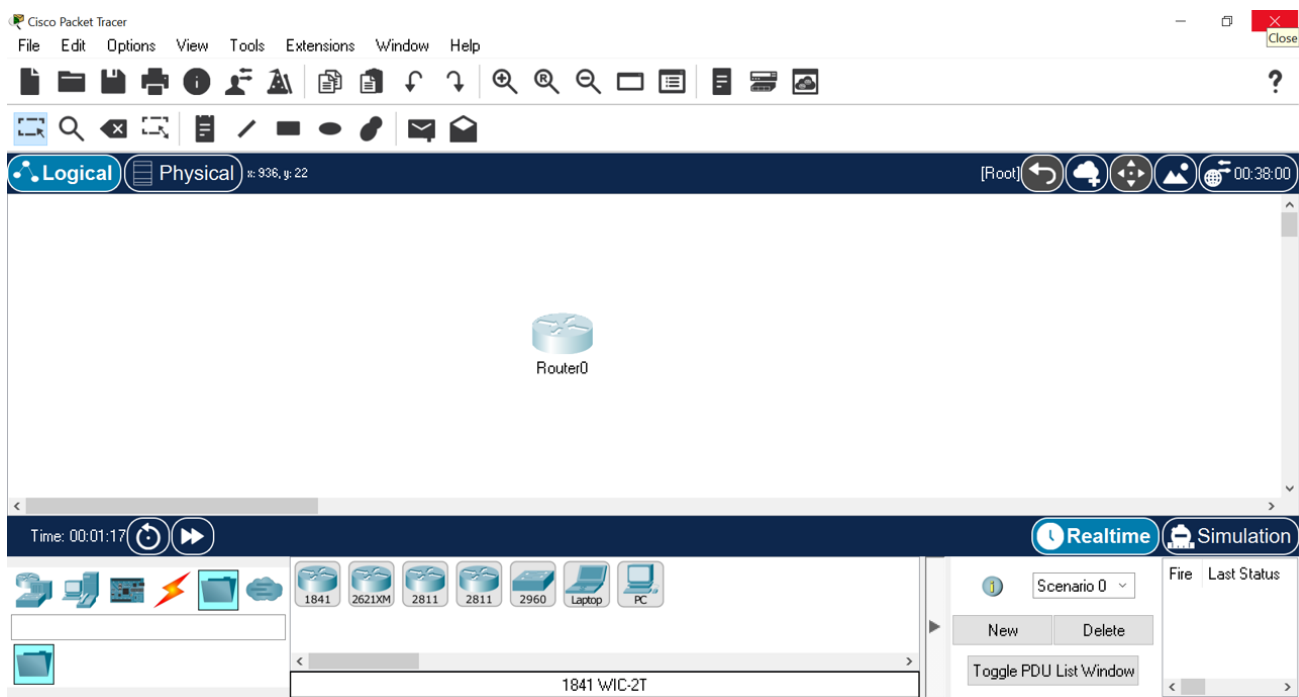 Cisco Packet Tracer
Close
File Edit Options View Tools Extensions Window Help
?
Logical Physical x: 936, y: 22 [Root] 00:38:00
Router0
Time: 00:01:17 Realtime Simulation
1841 2621XM 2811 2811 2960 Laptop PC
Scenario 0
Fire Last Status
New Delete
Toggle PDU List Window
1841 WIC-2T